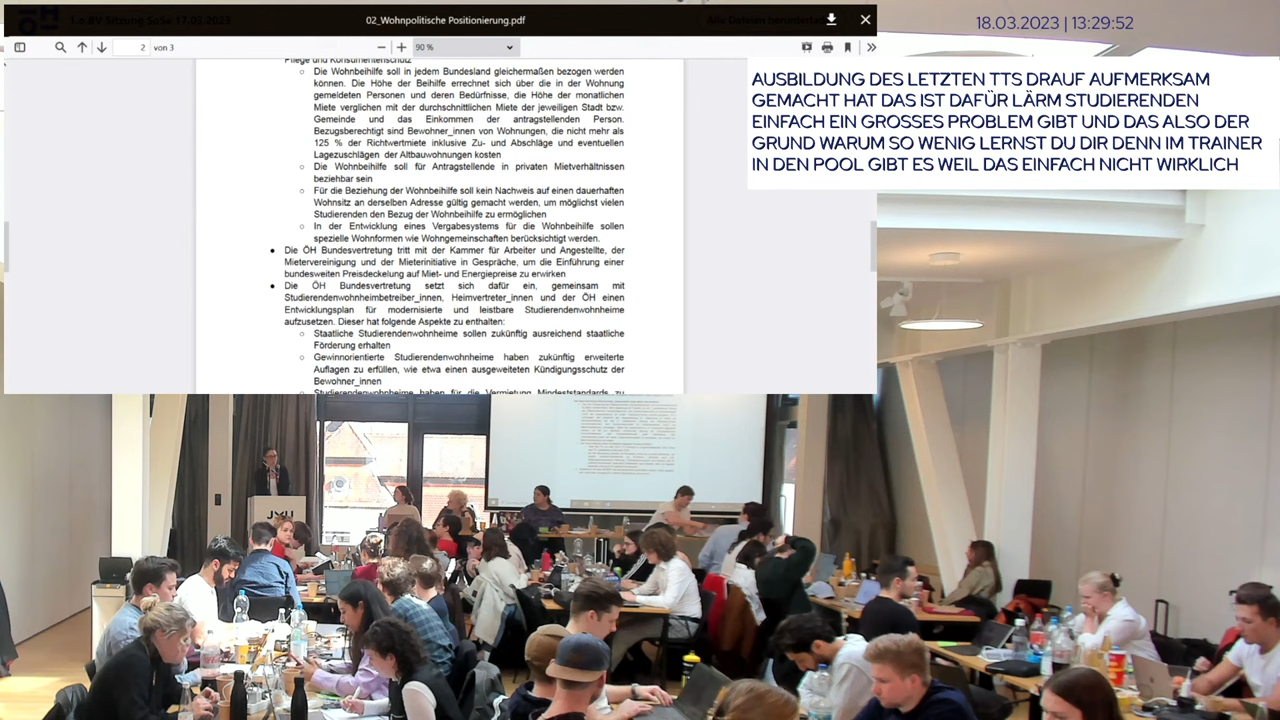 1.o.BV Sitzung SoSe 17.03.2023
02_Wohnpolitische Positionierung.pdf
Alle Dateien herunterladen
18.03.2023 | 13:29:52
2 von 3
90 %
AUSBILDUNG DES LETZTEN TTS DRAUF AUFMERKSAM
GEMACHT HAT DAS IST DAFÜR LÄRM STUDIERENDEN
EINFACH EIN GROSSES PROBLEM GIBT UND DAS ALSO DER
GRUND WARUM SO WENIG LERNST DU DIR DENN IM TRAINER
IN DEN POOL GIBT ES WEIL DAS EINFACH NICHT WIRKLICH
Pflege und Konsumentenschutz
○ Die Wohnbeihilfe soll in jedem Bundesland gleichermaßen bezogen werden
können. Die Höhe der Beihilfe errechnet sich über die in der Wohnung
gemeldeten Personen und deren Bedürfnisse, die Höhe der monatlichen
Miete verglichen mit der durchschnittlichen Miete der jeweiligen Stadt bzw.
Gemeinde und das Einkommen der antragstellenden Person.
Bezugsberechtigt sind Bewohner_innen von Wohnungen, die nicht mehr als
125 % der Richtwertmiete inklusive Zu- und Abschläge und eventuellen
Lagezuschlägen der Altbauwohnungen kosten
○ Die Wohnbeihilfe soll für Antragstellende in privaten Mietverhältnissen
beziehbar sein
○ Für die Beziehung der Wohnbeihilfe soll kein Nachweis auf einen dauerhaften
Wohnsitz an derselben Adresse gültig gemacht werden, um möglichst vielen
Studierenden den Bezug der Wohnbeihilfe zu ermöglichen
○ In der Entwicklung eines Vergabesystems für die Wohnbeihilfe sollen
spezielle Wohnformen wie Wohngemeinschaften berücksichtigt werden.
● Die ÖH Bundesvertretung tritt mit der Kammer für Arbeiter und Angestellte, der
Mietervereinigung und der Mieterinitiative in Gespräche, um die Einführung einer
bundesweiten Preisdeckelung auf Miet- und Energiepreise zu erwirken
● Die ÖH Bundesvertretung setzt sich dafür ein, gemeinsam mit
Studierendenwohnheimbetreiber_innen, Heimvertreter_innen und der ÖH einen
Entwicklungsplan für modernisierte und leistbare Studierendenwohnheime
aufzusetzen. Dieser hat folgende Aspekte zu enthalten:
○ Staatliche Studierendenwohnheime sollen zukünftig ausreichend staatliche
Förderung erhalten
○ Gewinnorientierte Studierendenwohnheime haben zukünftig erweiterte
Auflagen zu erfüllen, wie etwa einen ausgeweiteten Kündigungsschutz der
Bewohner_innen
○ Studierendenwohnheime haben für die Vermietung Mindeststandards zu
JKU